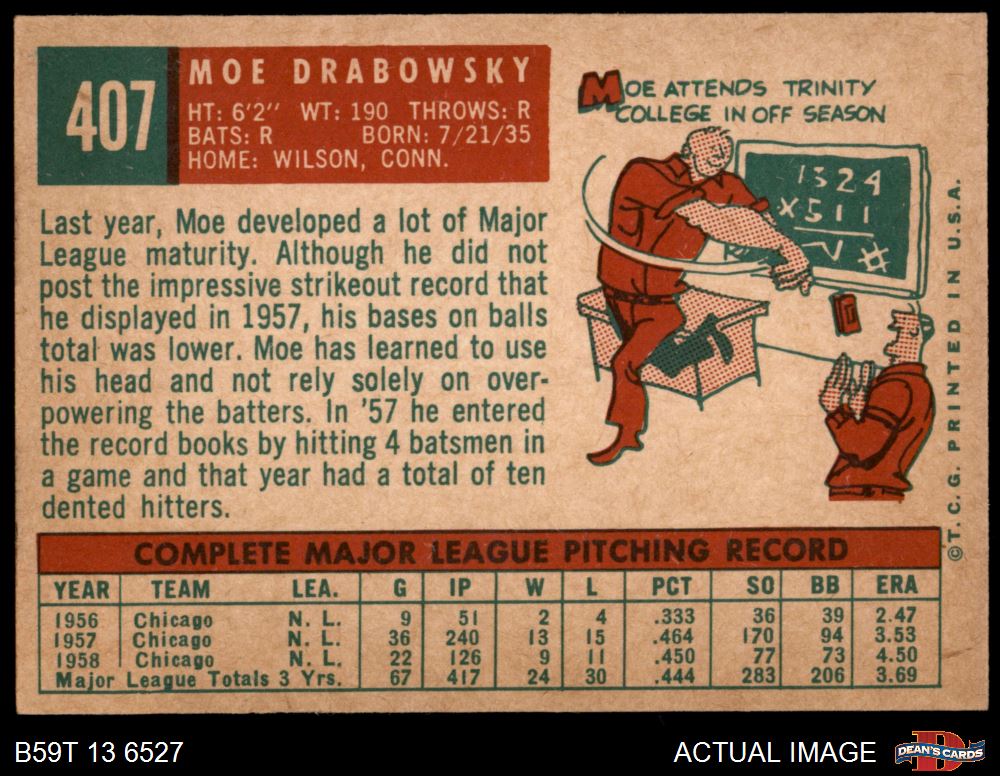 407
MOE DRABOWSKY
HT: 6'2" WT: 190 THROWS: R
BATS: R BORN: 7/21/35
HOME: WILSON, CONN.
MOE ATTENDS TRINITY
COLLEGE IN OFF SEASON
1324
x511
Last year, Moe developed a lot of Major
League maturity. Although he did not
post the impressive strikeout record that
he displayed in 1957, his bases on balls
total was lower. Moe has learned to use
his head and not rely solely on over-
powering the batters. In '57 he entered
the record books by hitting 4 batsmen in
a game and that year had a total of ten
dented hitters.
©T.C.G. PRINTED IN U.S.A.
COMPLETE MAJOR LEAGUE PITCHING RECORD
YEAR TEAM LEA. G IP W L PCT SO BB ERA
1956 Chicago N. L. 9 51 2 4 .333 36 39 2.47
1957 Chicago N. L. 36 240 13 15 .464 170 94 3.53
1958 Chicago N. L. 22 126 9 11 .450 77 73 4.50
Major League Totals 3 Yrs. 67 417 24 30 .444 283 206 3.69
B59T 13 6527
ACTUAL IMAGE
DEAN'S CARDS